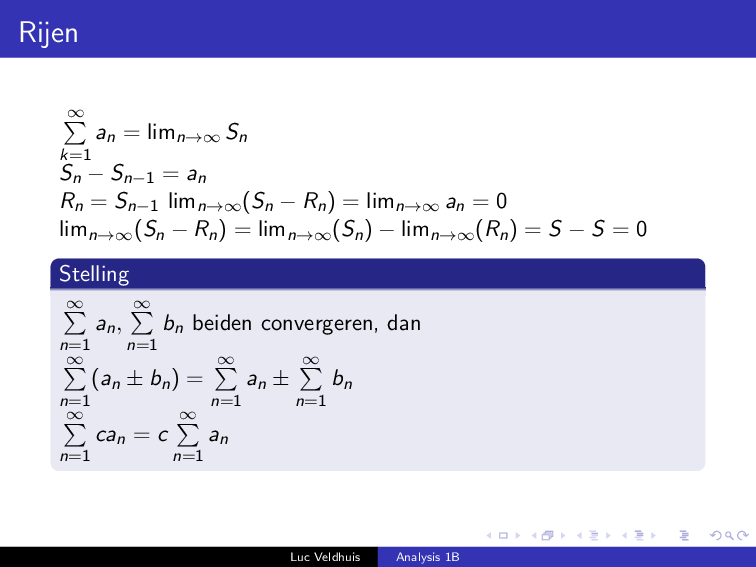 Rijen
$\sum_{k=1}^{\infty} a_n = \lim_{n\to\infty} S_n$
$S_n - S_{n-1} = a_n$
$R_n = S_{n-1} \lim_{n\to\infty}(S_n - R_n) = \lim_{n\to\infty} a_n = 0$
$\lim_{n\to\infty}(S_n - R_n) = \lim_{n\to\infty}(S_n) - \lim_{n\to\infty}(R_n) = S - S = 0$
Stelling
$\sum_{n=1}^{\infty} a_n, \sum_{n=1}^{\infty} b_n$ beiden convergeren, dan
$\sum_{n=1}^{\infty} (a_n \pm b_n) = \sum_{n=1}^{\infty} a_n \pm \sum_{n=1}^{\infty} b_n$
$\sum_{n=1}^{\infty} ca_n = c \sum_{n=1}^{\infty} a_n$
Luc Veldhuis Analysis 1B